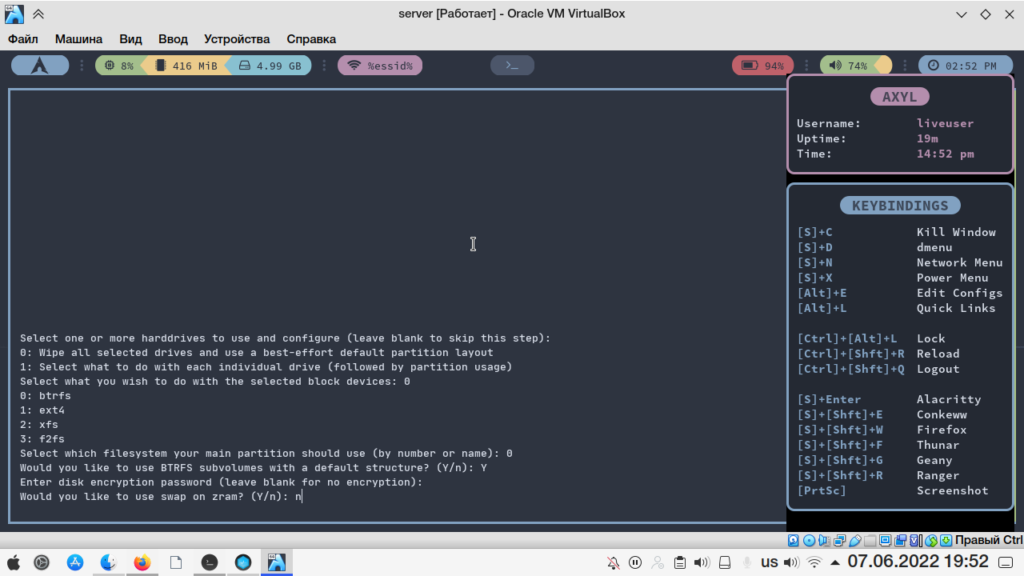 server [Работает] - Oracle VM VirtualBox
Файл Машина Вид Ввод Устройства Справка
8% 416 MiB 4.99 GB %essid% >_ 94% 74% 02:52 PM
AXYL
Username: liveuser
Uptime: 19m
Time: 14:52 pm
KEYBINDINGS
[S]+C Kill Window
[S]+D dmenu
[S]+N Network Menu
[S]+X Power Menu
[Alt]+E Edit Configs
[Alt]+L Quick Links
[Ctrl]+[Alt]+L Lock
[Ctrl]+[Shft]+R Reload
[Ctrl]+[Shft]+Q Logout
[S]+Enter Alacritty
[S]+[Shft]+E Conkeww
[S]+[Shft]+W Firefox
[S]+[Shft]+F Thunar
[S]+[Shft]+G Geany
[S]+[Shft]+R Ranger
[PrtSc] Screenshot
Select one or more harddrives to use and configure (leave blank to skip this step):
0: Wipe all selected drives and use a best-effort default partition layout
1: Select what to do with each individual drive (followed by partition usage)
Select what you wish to do with the selected block devices: 0
0: btrfs
1: ext4
2: xfs
3: f2fs
Select which filesystem your main partition should use (by number or name): 0
Would you like to use BTRFS subvolumes with a default structure? (Y/n): Y
Enter disk encryption password (leave blank for no encryption):
Would you like to use swap on zram? (Y/n): n
Правый Ctrl
us 07.06.2022 19:52